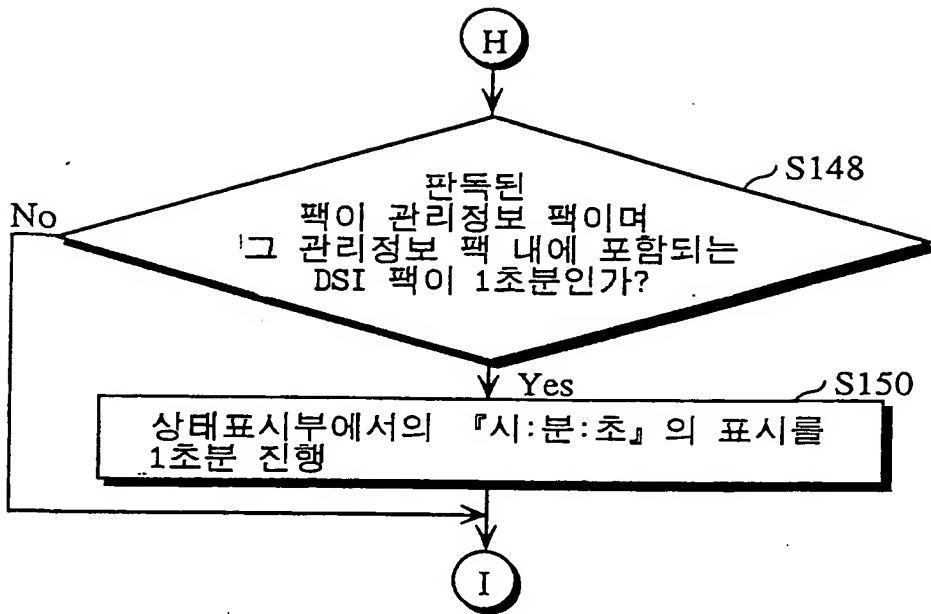 H
S148
판독된
팩이 관리정보 팩이며
그 관리정보 팩 내에 포함되는
DSI 팩이 1초분인가?
No
Yes
S150
상태표시부에서의 『시:분:초』의 표시를
1초분 진행
I